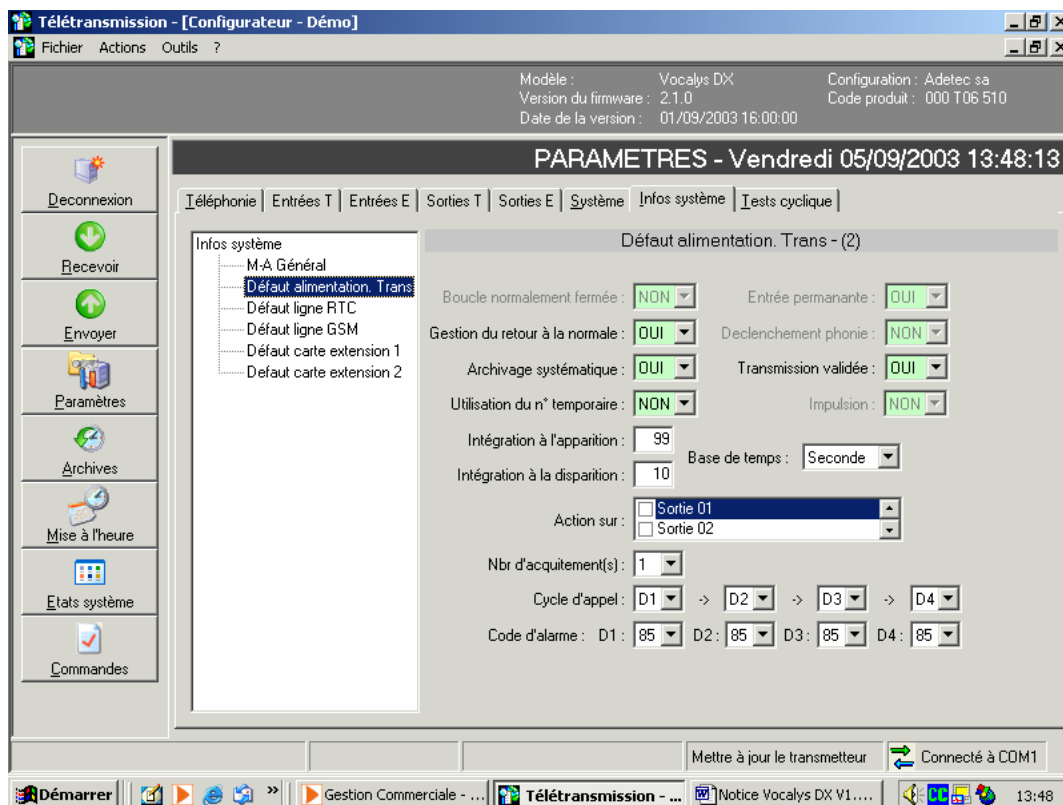 Télétransmission - [Configurateur - Démo]
Fichier Actions Outils ?
Modèle : Vocalys DX Configuration : Adetec sa
Version du firmware : 2.1.0 Code produit : 000 T06 510
Date de la version : 01/09/2003 16:00:00
PARAMETRES - Vendredi 05/09/2003 13:48:13
Deconnexion
Recevoir
Envoyer
Paramètres
Archives
Mise à l'heure
Etats système
Commandes
Téléphonie Entrées T Entrées E Sorties T Sorties E Système Infos système Tests cyclique
Infos système
M-A Général
Défaut alimentation. Trans
Défaut ligne RTC
Défaut ligne GSM
Défaut carte extension 1
Defaut carte extension 2
Défaut alimentation. Trans - (2)
Boucle normalement fermée : NON Entrée permanante : OUI
Gestion du retour à la normale : OUI Declenchement phonie : NON
Archivage systématique : OUI Transmission validée : OUI
Utilisation du n° temporaire : NON Impulsion : NON
Intégration à l'apparition : 99
Base de temps : Seconde
Intégration à la disparition : 10
Action sur : Sortie 01
Sortie 02
Nbr d'acquitement(s) : 1
Cycle d'appel : D1 -> D2 -> D3 -> D4
Code d'alarme : D1 : 85 D2 : 85 D3 : 85 D4 : 85
Mettre à jour le transmetteur Connecté à COM1
Démarrer » Gestion Commerciale - ... Télétransmission - ... Notice Vocalys DX V1.... CC 13:48